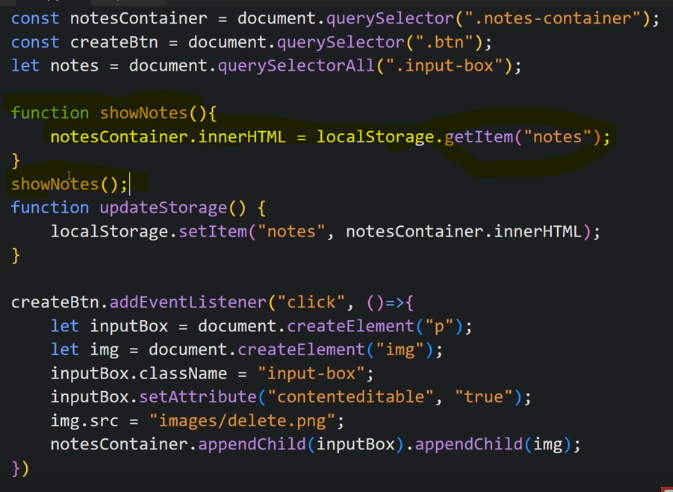 const notesContainer = document.querySelector(".notes-container");
const createBtn = document.querySelector(".btn");
let notes = document.querySelectorAll(".input-box");
function showNotes(){
notesContainer.innerHTML = localStorage.getItem("notes");
}
showNotes();
function updateStorage() {
localStorage.setItem("notes", notesContainer.innerHTML);
}
createBtn.addEventListener("click", ()=>{
let inputBox = document.createElement("p");
let img = document.createElement("img");
inputBox.className = "input-box";
inputBox.setAttribute("contenteditable", "true");
img.src = "images/delete.png";
notesContainer.appendChild(inputBox).appendChild(img);
})